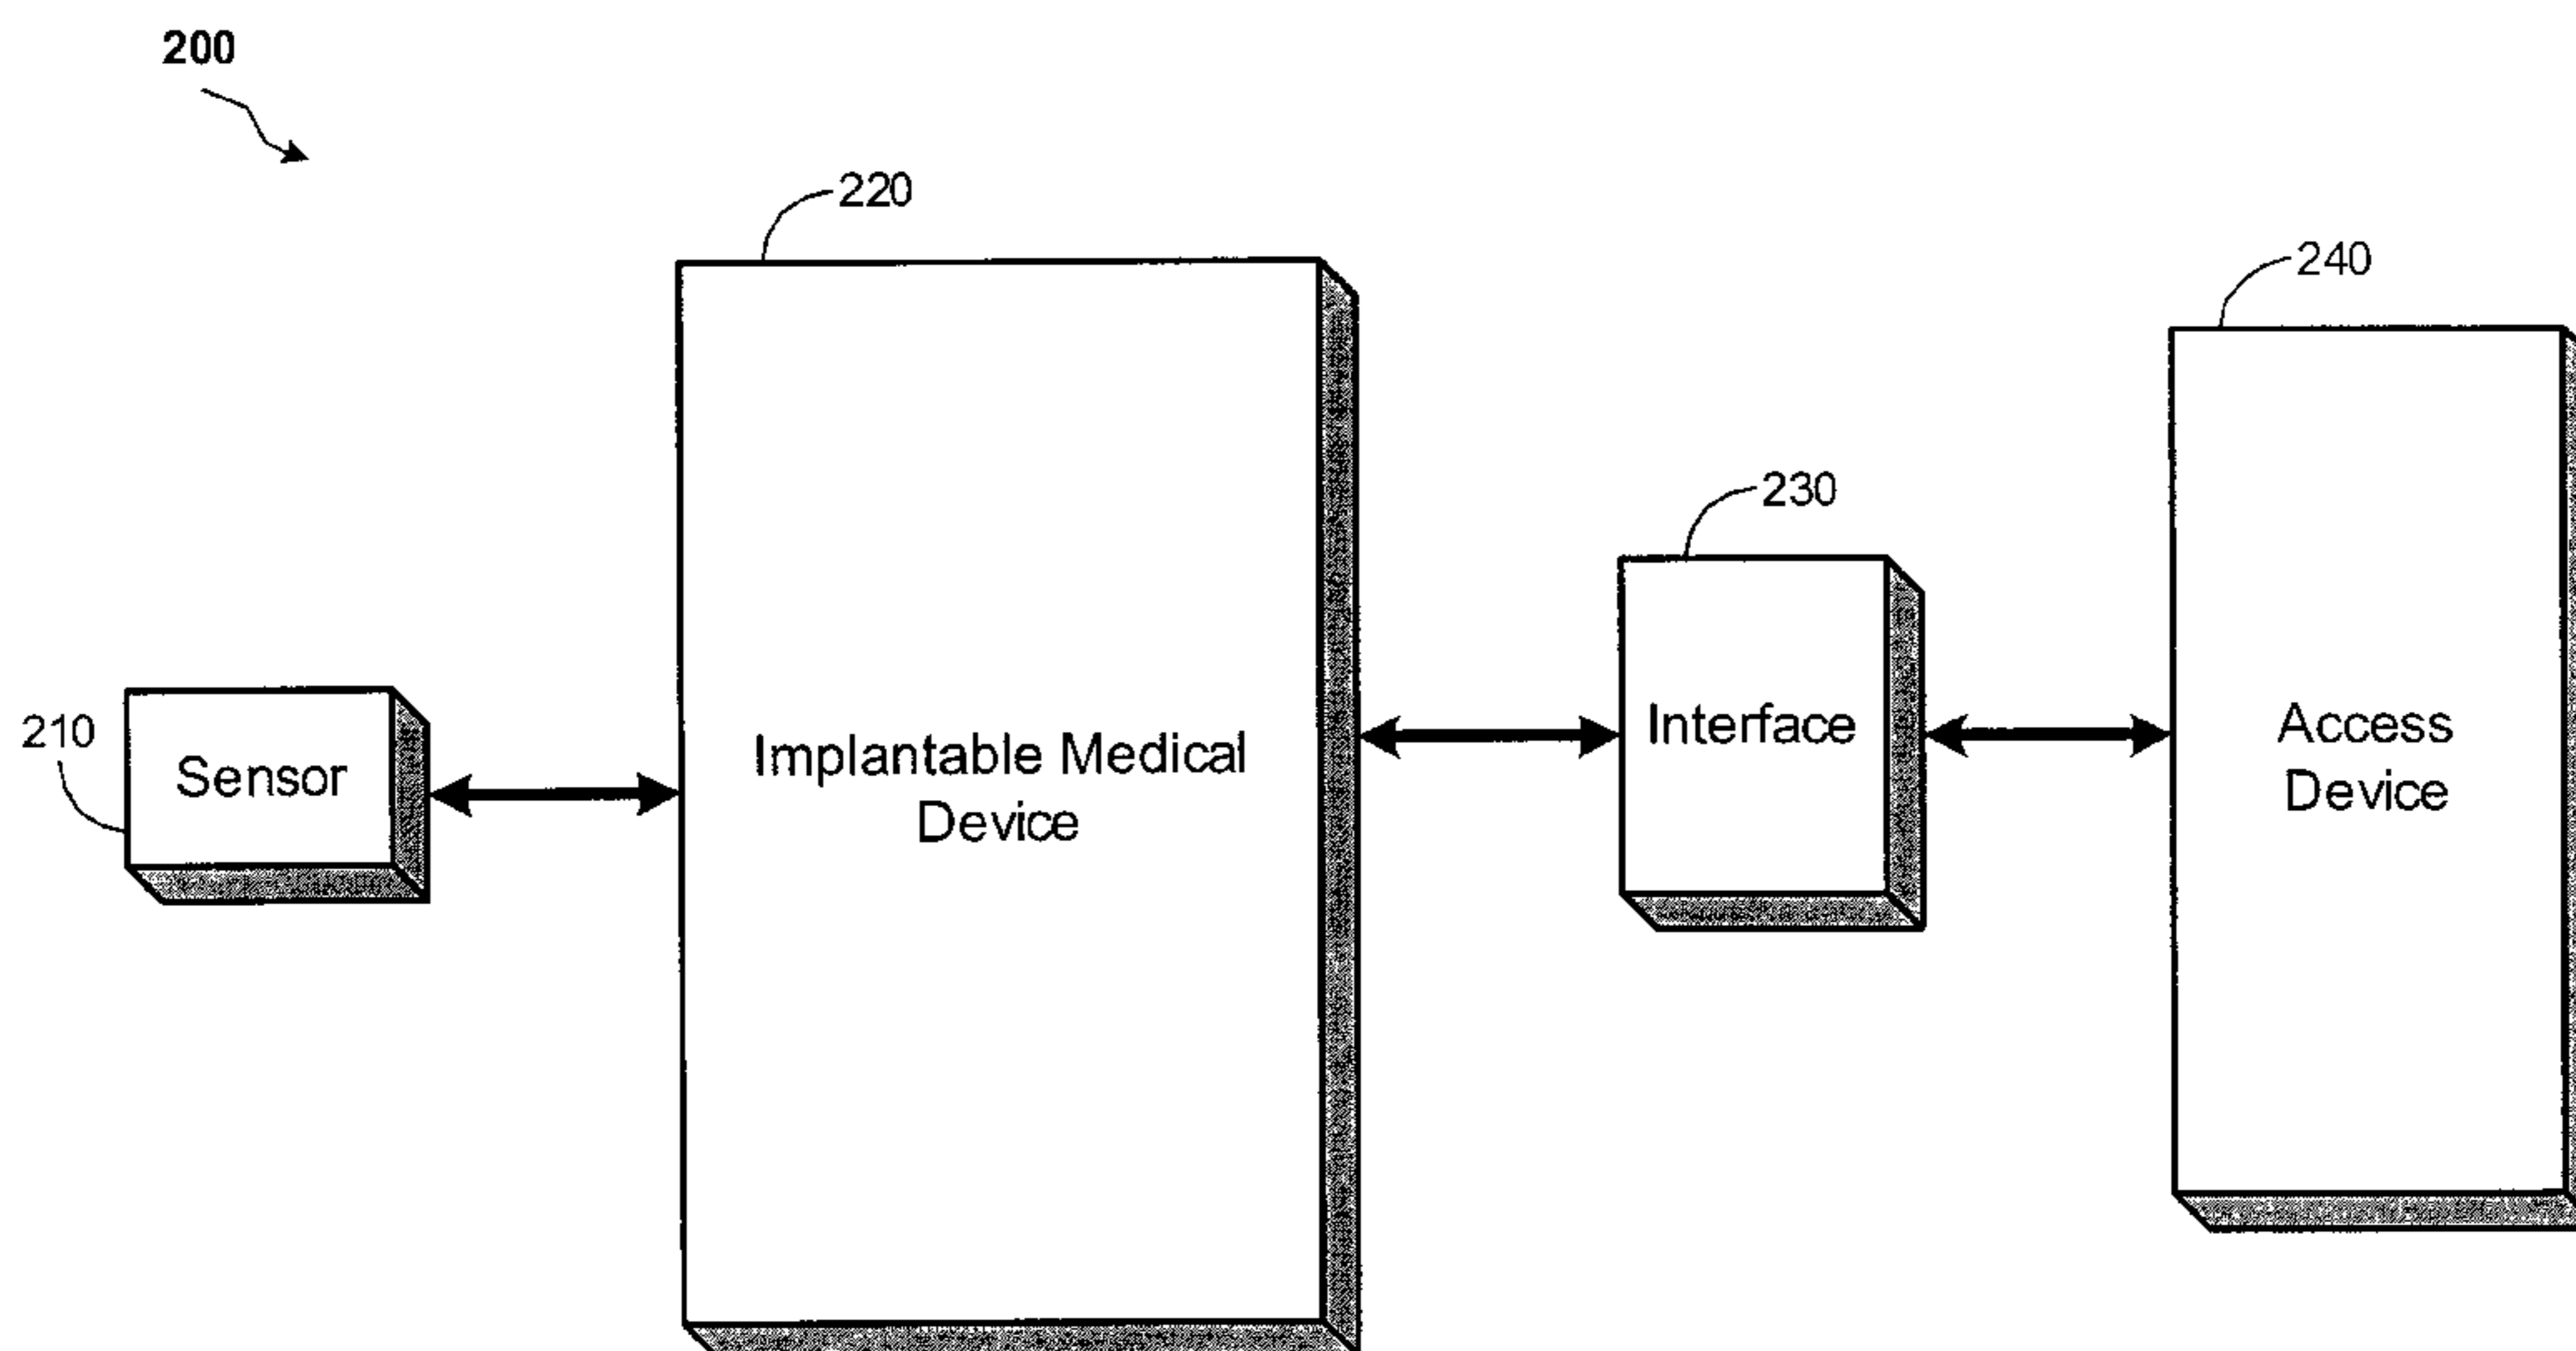 200
220
240
230
210
Sensor
Implantable Medical
Device
Interface
Access
Device